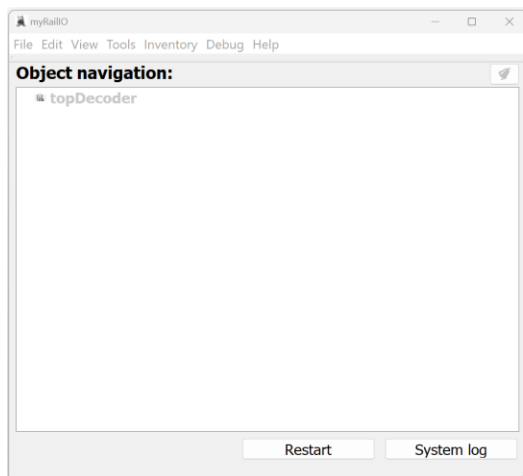 myRailIO
File Edit View Tools Inventory Debug Help
Object navigation:
topDecoder
Restart System log